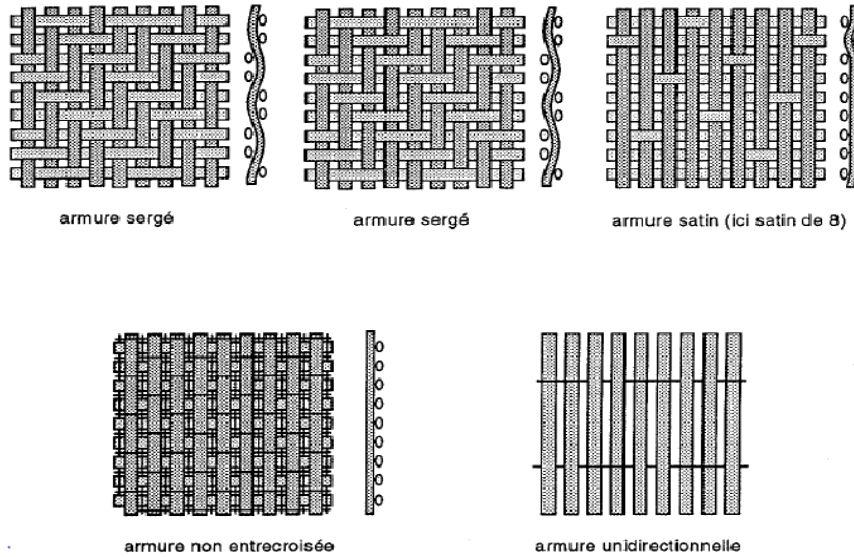 armure sergé
armure sergé
armure satin (ici satin de 8)
armure non entrecroisée
armure unidirectionnelle